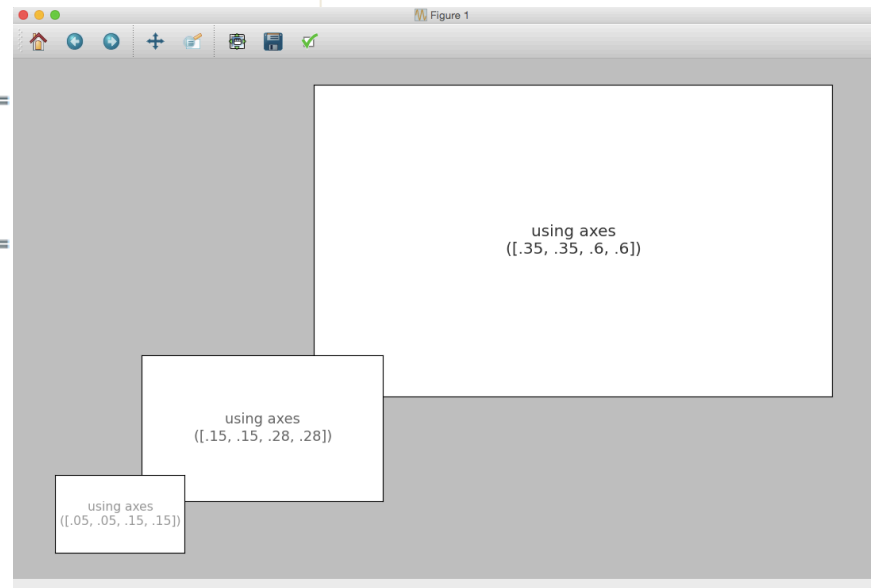 Figure 1
using axes
([.35, .35, .6, .6])
using axes
([.15, .15, .28, .28])
using axes
([.05, .05, .15, .15])